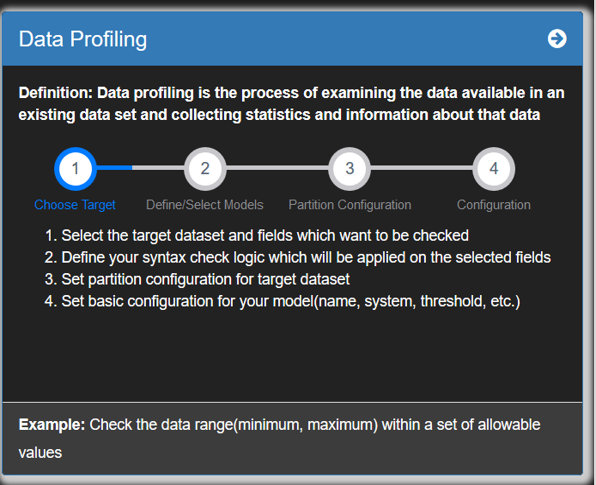 Data Profiling
Definition: Data profiling is the process of examining the data available in an
existing data set and collecting statistics and information about that data
1 2 3 4
Choose Target Define/Select Models Partition Configuration Configuration
1. Select the target dataset and fields which want to be checked
2. Define your syntax check logic which will be applied on the selected fields
3. Set partition configuration for target dataset
4. Set basic configuration for your model(name, system, threshold, etc.)
Example: Check the data range(minimum, maximum) within a set of allowable
values